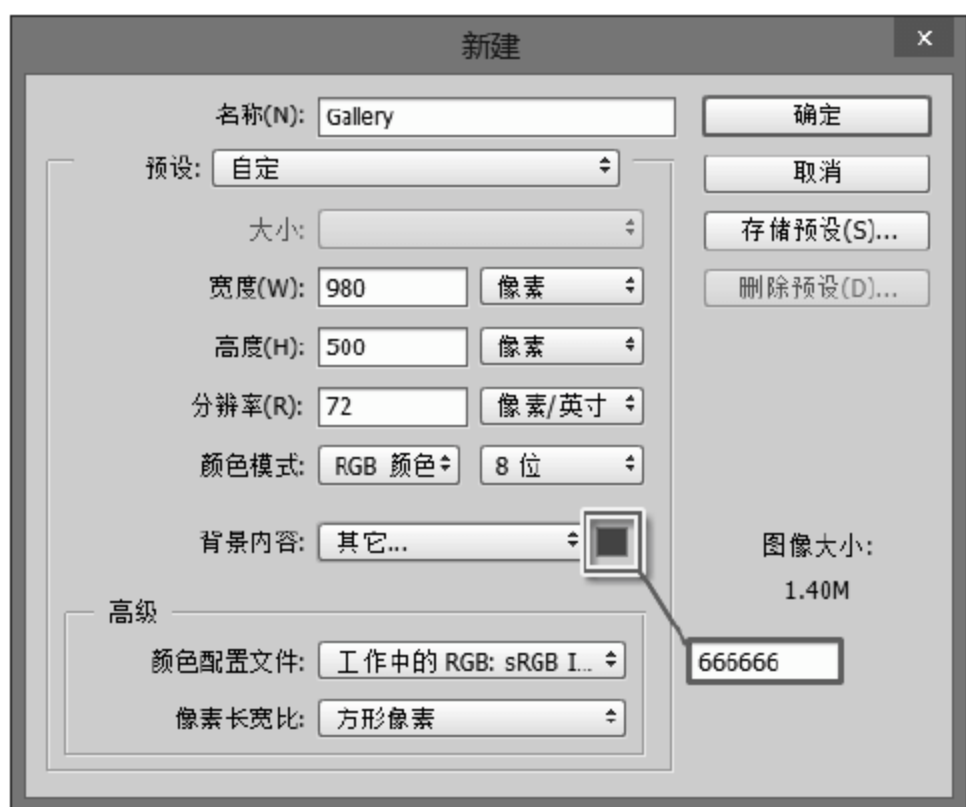 新建
×
名称(N): Gallery
确定
预设: 自定
取消
大小:
存储预设(S)...
宽度(W): 980 像素
删除预设(D)...
高度(H): 500 像素
分辨率(R): 72 像素/英寸
颜色模式: RGB 颜色 8 位
背景内容: 其它...
图像大小:
1.40M
高级
颜色配置文件: 工作中的 RGB: sRGB I...
666666
像素长宽比: 方形像素